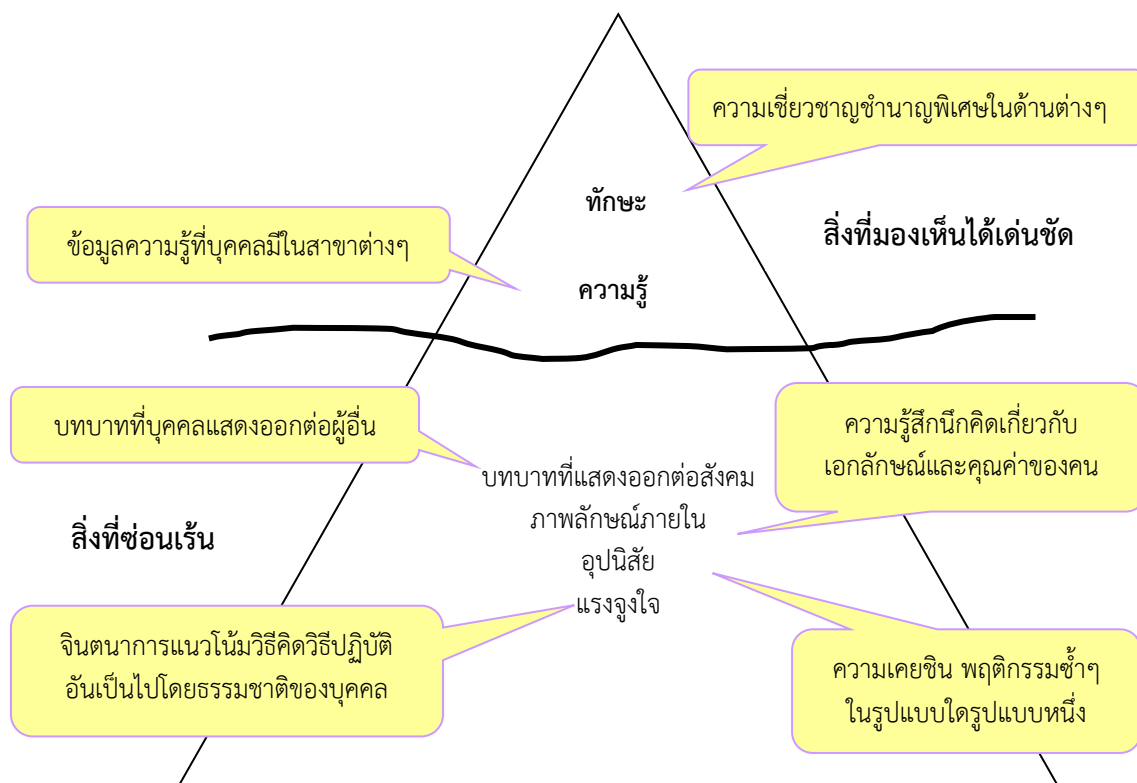 ความเชี่ยวชาญชำนาญพิเศษในด้านต่างๆ
ทักษะ
สิ่งที่มองเห็นได้เด่นชัด
ข้อมูลความรู้ที่บุคคลมีในสาขาต่างๆ
ความรู้
บทบาทที่บุคคลแสดงออกต่อผู้อื่น
ความรู้สึกนึกคิดเกี่ยวกับ
เอกลักษณ์และคุณค่าของคน
บทบาทที่แสดงออกต่อสังคม
ภาพลักษณ์ภายใน
อุปนิสัย
แรงจูงใจ
สิ่งที่ซ่อนเร้น
จินตนาการแนวโน้มวิธีคิดวิธีปฏิบัติ
อันเป็นไปโดยธรรมชาติของบุคคล
ความเคยชิน พฤติกรรมซ้ำๆ
ในรูปแบบใดรูปแบบหนึ่ง